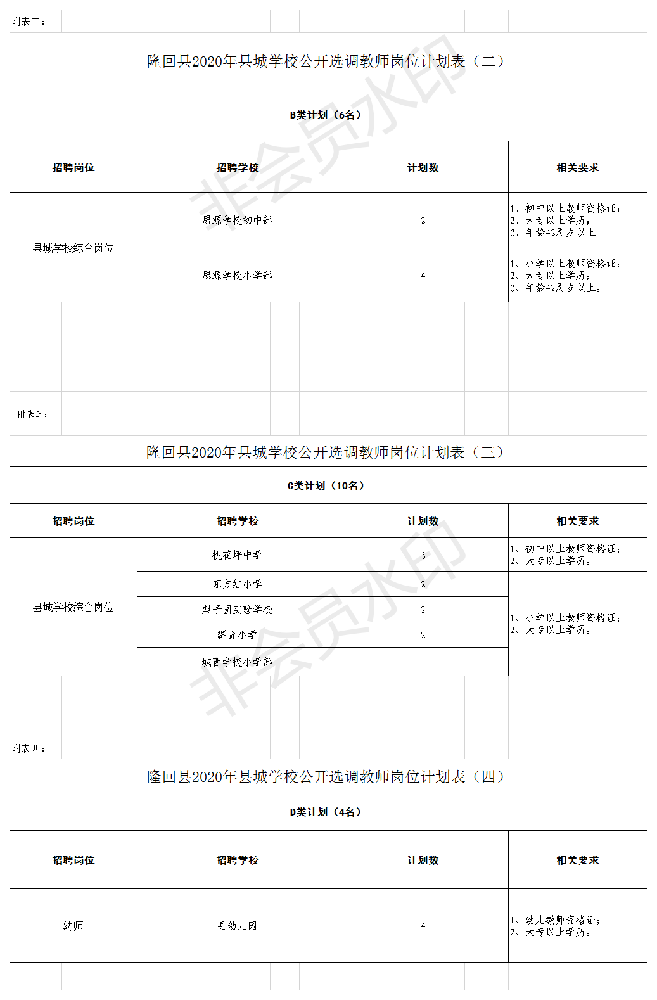 附表二：
隆回县2020年县城学校公开选调教师岗位计划表（二）
B类计划（6名）
招聘岗位 招聘学校 计划数 相关要求
县城学校综合岗位
思源学校初中部 2
1、初中以上教师资格证；
2、大专以上学历；
3、年龄42周岁以上。
思源学校小学部 4
1、小学以上教师资格证；
2、大专以上学历；
3、年龄42周岁以上。
附表三：
隆回县2020年县城学校公开选调教师岗位计划表（三）
C类计划（10名）
招聘岗位 招聘学校 计划数 相关要求
县城学校综合岗位
桃花坪中学 3
1、初中以上教师资格证；
2、大专以上学历。
东方红小学 2
梨子园实验学校 2
群贤小学 2
城西学校小学部 1
1、小学以上教师资格证；
2、大专以上学历。
附表四：
隆回县2020年县城学校公开选调教师岗位计划表（四）
D类计划（4名）
招聘岗位 招聘学校 计划数 相关要求
幼师 县幼儿园 4
1、幼儿教师资格证；
2、大专以上学历。
非会员水印
非会员水印